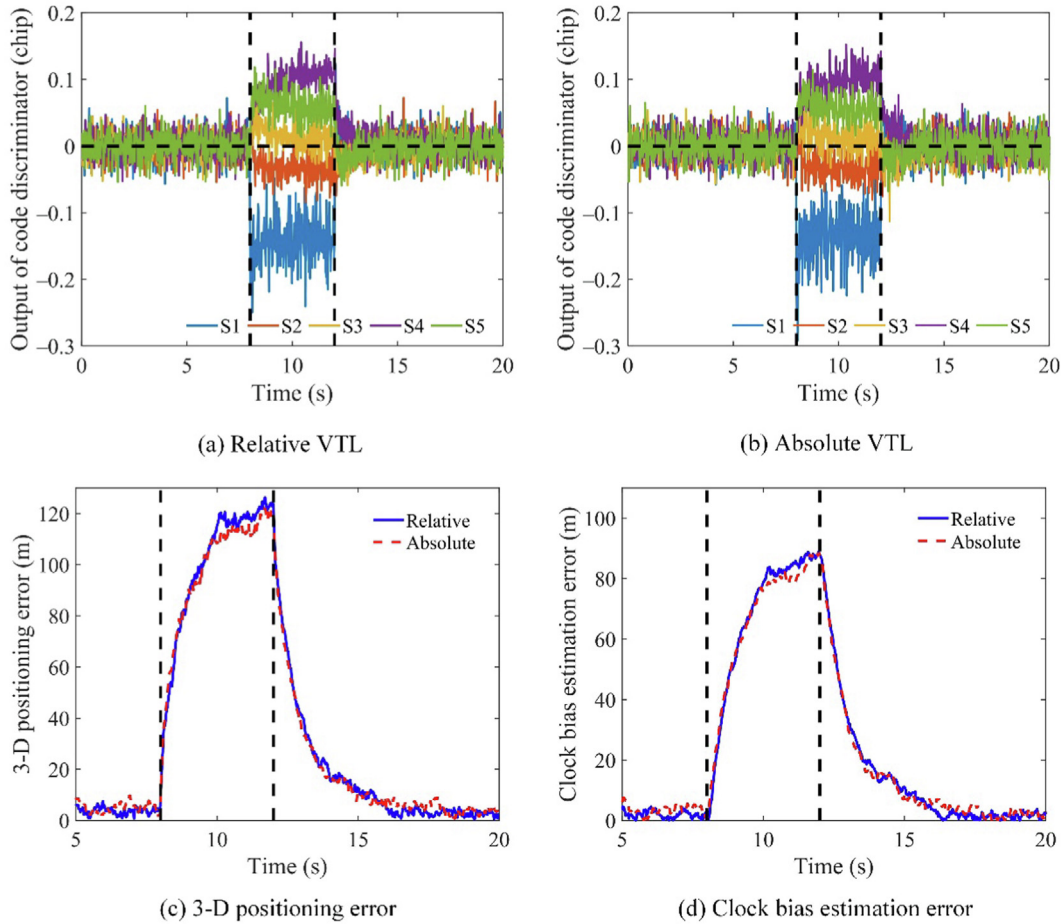 Output of code discriminator (chip)
0.2
0.1
0
–0.1
–0.2
–0.3
S1 S2 S3 S4 S5
0 5 10 15 20
Time (s)
(a) Relative VTL
Output of code discriminator (chip)
0.2
0.1
0
–0.1
–0.2
–0.3
S1 S2 S3 S4 S5
0 5 10 15 20
Time (s)
(b) Absolute VTL
3-D positioning error (m)
120
100
80
60
40
20
0
Relative
Absolute
5 10 15 20
Time (s)
(c) 3-D positioning error
Clock bias estimation error (m)
100
80
60
40
20
0
Relative
Absolute
5 10 15 20
Time (s)
(d) Clock bias estimation error